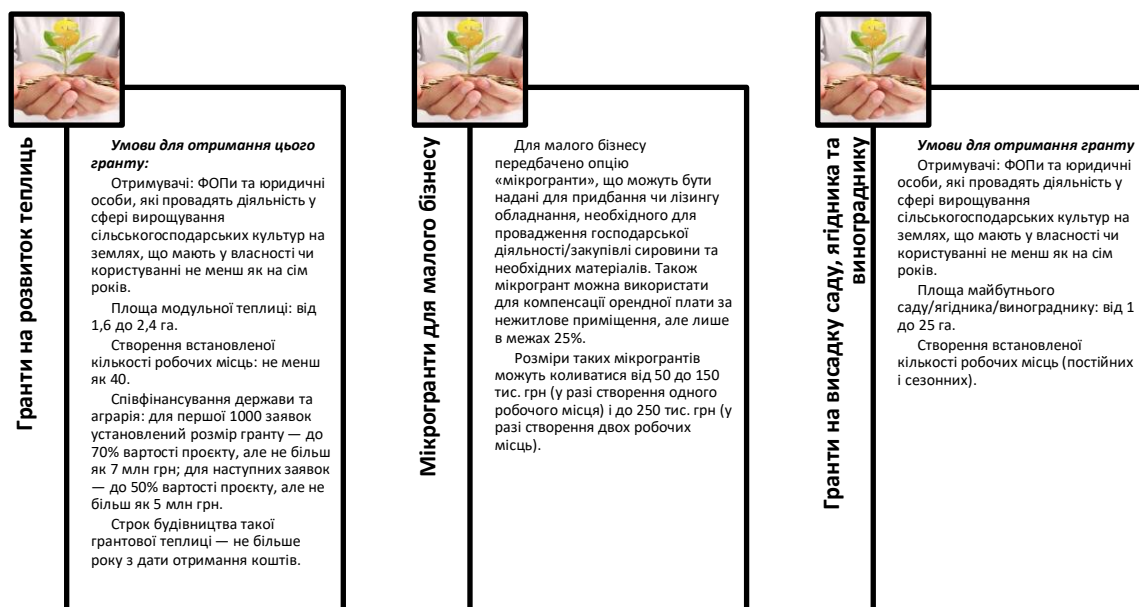 Гранти на розвиток теплиць
Умови для отримання цього
гранту:
Отримувачі: ФОПи та юридичні
особи, які провадять діяльність у
сфері вирощування
сільськогосподарських культур на
землях, що мають у власності чи
користуванні не менш як на сім
років.
Площа модульної теплиці: від
1,6 до 2,4 га.
Створення встановленої
кількості робочих місць: не менш
як 40.
Співфінансування держави та
аграрія: для першої 1000 заявок
установлений розмір гранту — до
70% вартості проєкту, але не більш
як 7 млн грн; для наступних заявок
— до 50% вартості проєкту, але не
більш як 5 млн грн.
Строк будівництва такої
грантової теплиці — не більше
року з дати отримання коштів.
Мікрогранти для малого бізнесу
Для малого бізнесу
передбачено опцію
«мікрогранти», що можуть бути
надані для придбання чи лізингу
обладнання, необхідного для
провадження господарської
діяльності/закупівлі сировини та
необхідних матеріалів. Також
мікрогрант можна використати
для компенсації орендної плати за
нежитлове приміщення, але лише
в межах 25%.
Розміри таких мікрогрантів
можуть коливатися від 50 до 150
тис. грн (у разі створення одного
робочого місця) і до 250 тис. грн (у
разі створення двох робочих
місць).
Гранти на висадку саду, ягідника та
винограднику
Умови для отримання гранту
Отримувачі: ФОПи та юридичні
особи, які провадять діяльність у
сфері вирощування
сільськогосподарських культур на
землях, що мають у власності чи
користуванні не менш як на сім
років.
Площа майбутнього
саду/ягідника/винограднику: від 1
до 25 га.
Створення встановленої
кількості робочих місць (постійних
і сезонних).